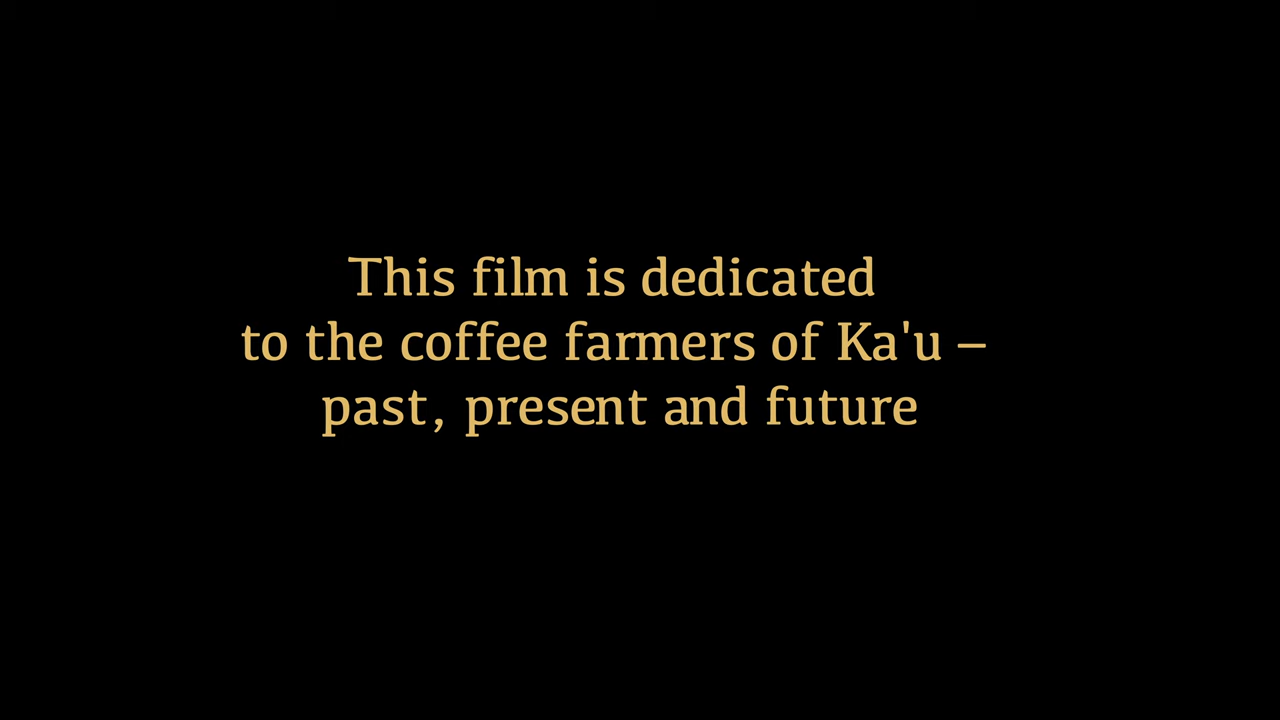 This film is dedicated
to the coffee farmers of Ka'u –
past, present and future